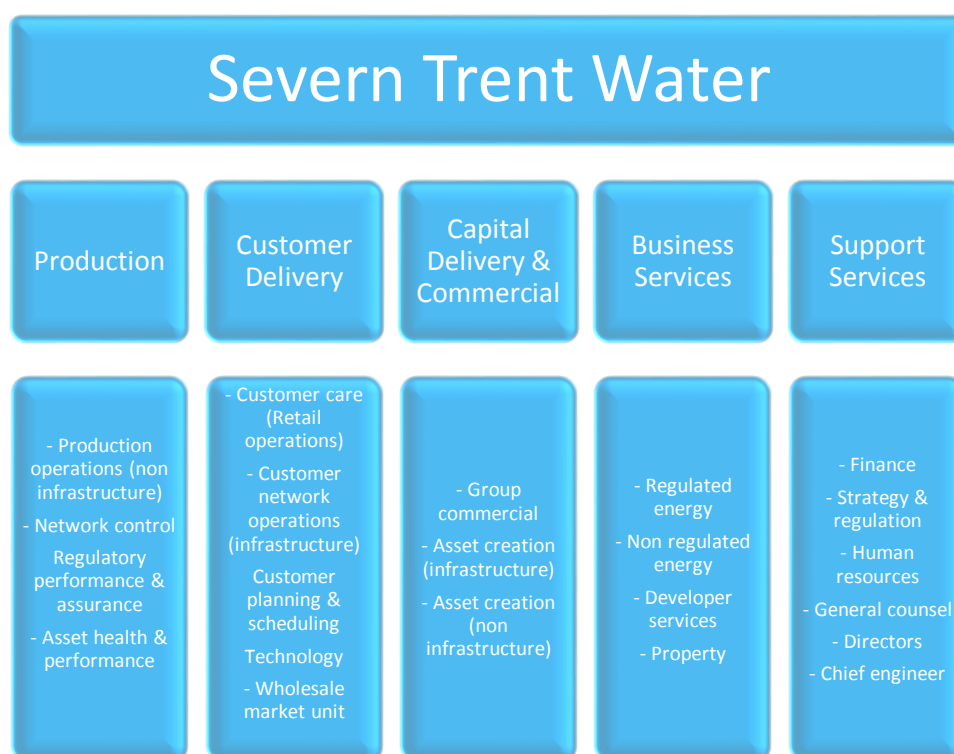 Severn Trent Water
Production
Customer
Delivery
Capital
Delivery &
Commercial
Business
Services
Support
Services
- Production
operations (non
infrastructure)
- Network control
Regulatory
performance &
assurance
- Asset health &
performance
- Customer care
(Retail
operations)
- Customer
network
operations
(infrastructure)
Customer
planning &
scheduling
Technology
- Wholesale
market unit
- Group
commercial
- Asset creation
(infrastructure)
- Asset creation
(non
infrastructure)
- Regulated
energy
- Non regulated
energy
- Developer
services
- Property
- Finance
- Strategy &
regulation
- Human
resources
- General counsel
- Directors
- Chief engineer